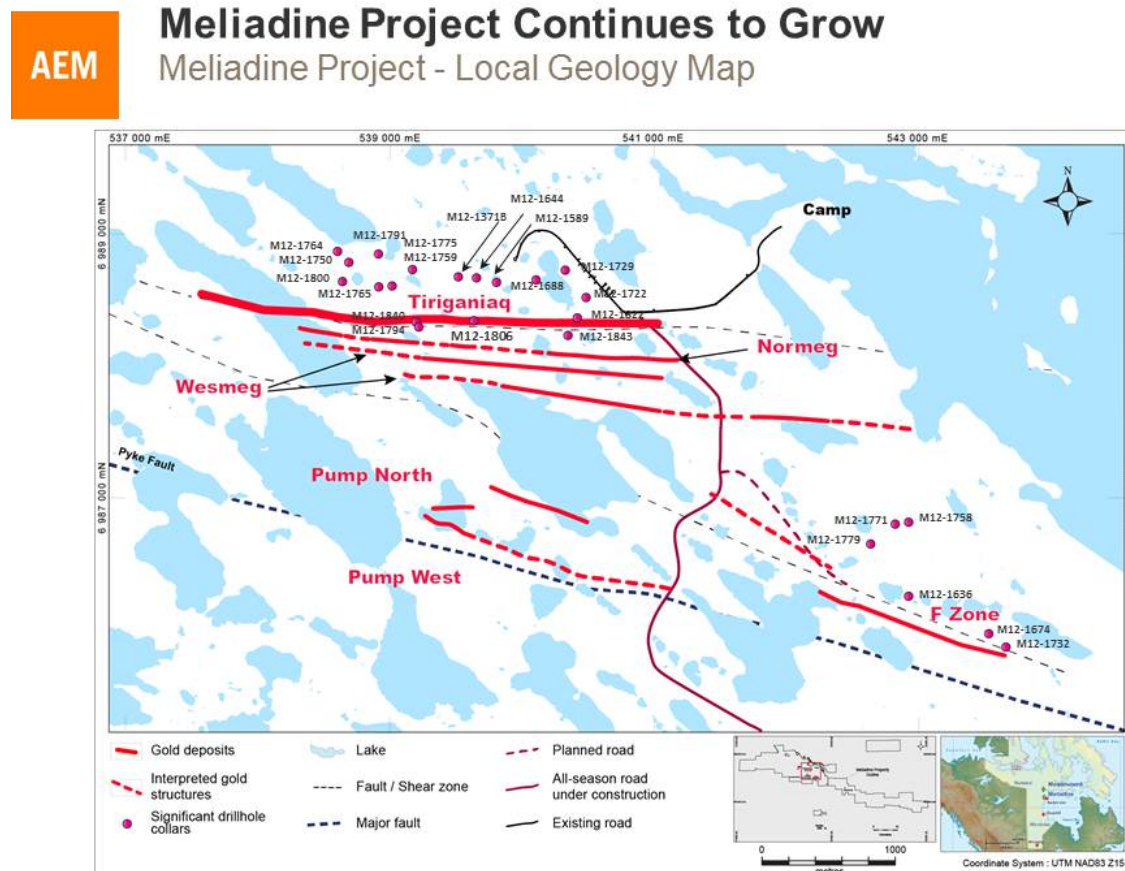 AEM
Meliadine Project Continues to Grow
Meliadine Project - Local Geology Map
537 000 mE
539 000 mE
541 000 mE
543 000 mE
6 989 000 mN
6 987 000 mN
N
Camp
M12-1644
M12-1371B
M12-1589
M12-1791
M12-1764
M12-1775
M12-1750
M12-1759
M12-1729
M12-1800
M12-1688
M12-1765
M12-1722
Tiriganiaq
M12-1840
M12-1622
M12-1794
M12-1806
M12-1843
Normeg
Wesmeg
Pyke Fault
Pump North
M12-1771
M12-1758
M12-1779
Pump West
M12-1636
F Zone
M12-1674
M12-1732
Gold deposits
Lake
Planned road
Interpreted gold
structures
Fault / Shear zone
All-season road
under construction
Significant drillhole
collars
Major fault
Existing road
Meliadine Property
0
1000
metres
Coordinate System : UTM NAD83 Z15